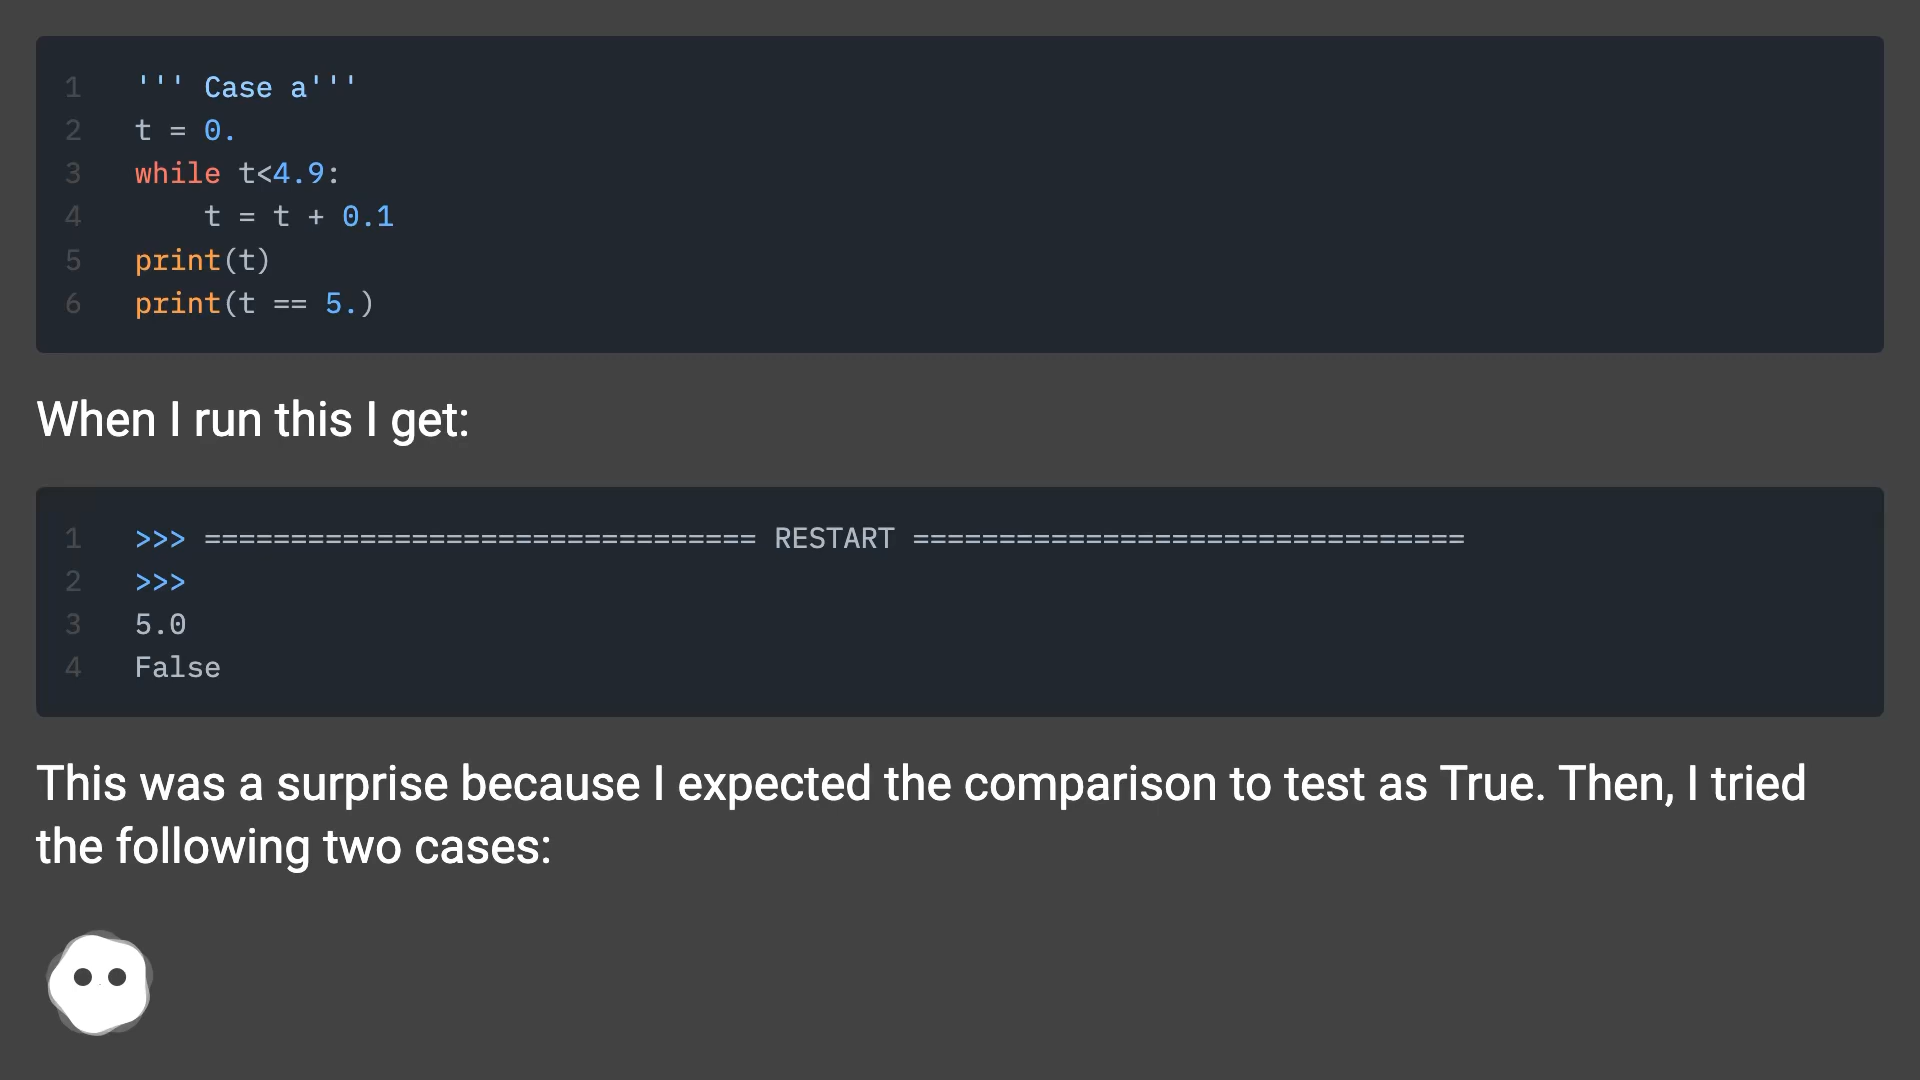 1 ''' Case a'''
2 t = 0.
3 while t<4.9:
4     t = t + 0.1
5 print(t)
6 print(t == 5.)
When I run this I get:
1 >>> ================================ RESTART ================================
2 >>>
3 5.0
4 False
This was a surprise because I expected the comparison to test as True. Then, I tried
the following two cases: